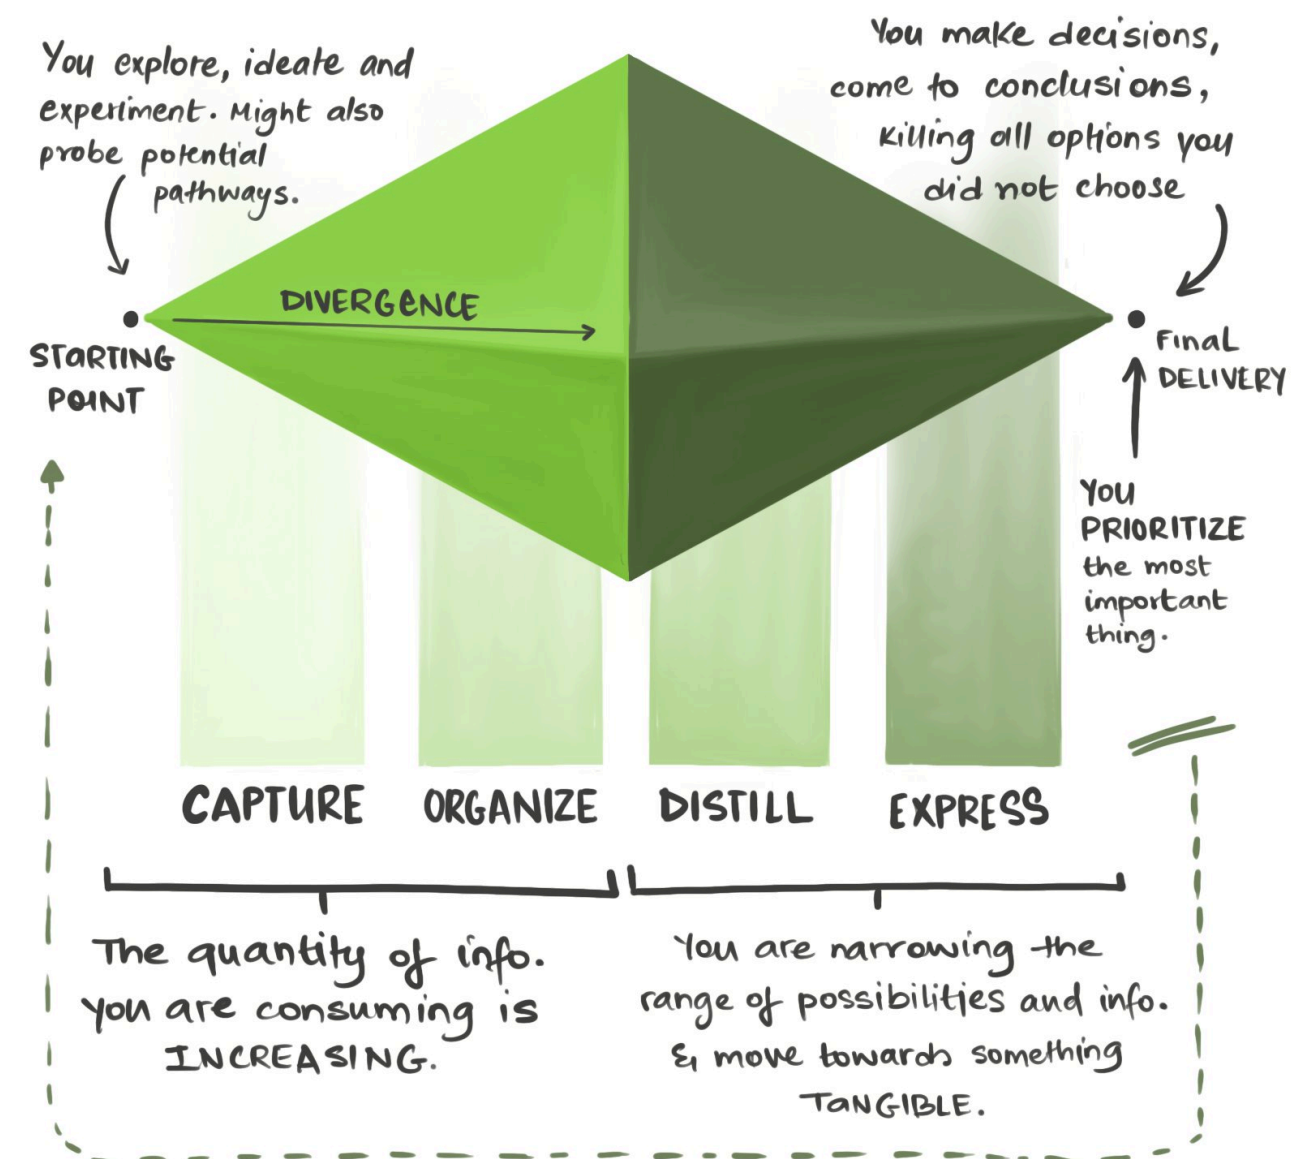 You explore, ideate and
experiment. Might also
probe potential
pathways.
You make decisions,
come to conclusions,
killing all options you
did not choose
DIVERGENCE
STARTING
POINT
Final
DELIVERY
You
PRIORITIZE
the most
important
thing.
CAPTURE
ORGANIZE
DISTILL
EXPRESS
The quantity of info.
you are consuming is
INCREASING.
You are narrowing the
range of possibilities and info.
& move towards something
TANGIBLE.